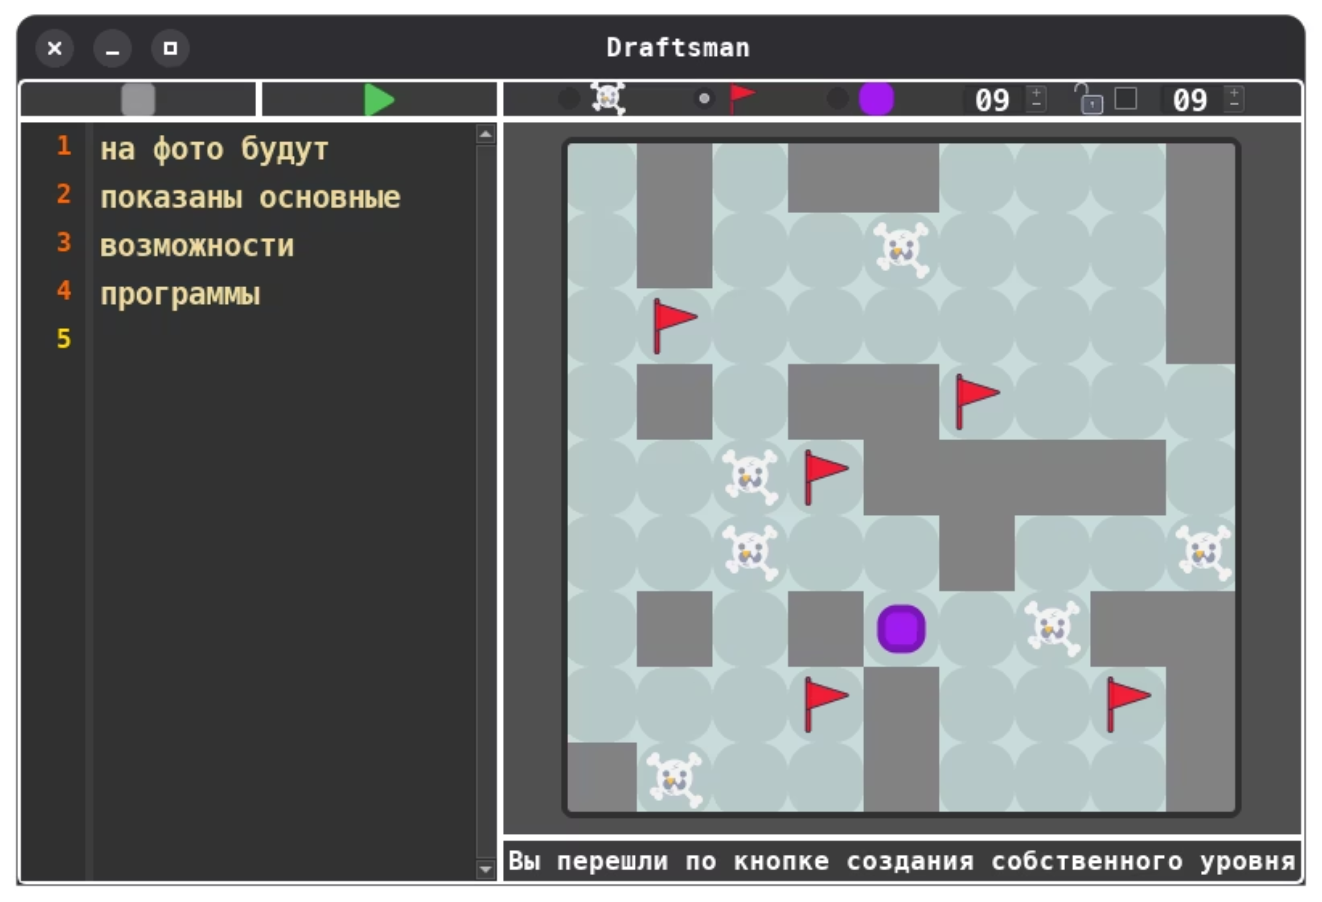 Draftsman
09
09
1 на фото будут
2 показаны основные
3 возможности
4 программы
5
Вы перешли по кнопке создания собственного уровня